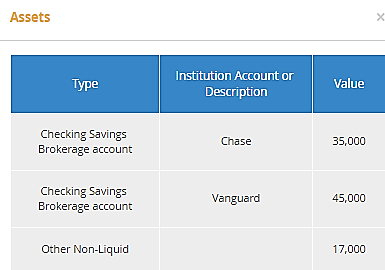 Assets
×
Type
Institution Account or
Description
Value
Checking Savings
Brokerage account
Chase
35,000
Checking Savings
Brokerage account
Vanguard
45,000
Other Non-Liquid
17,000